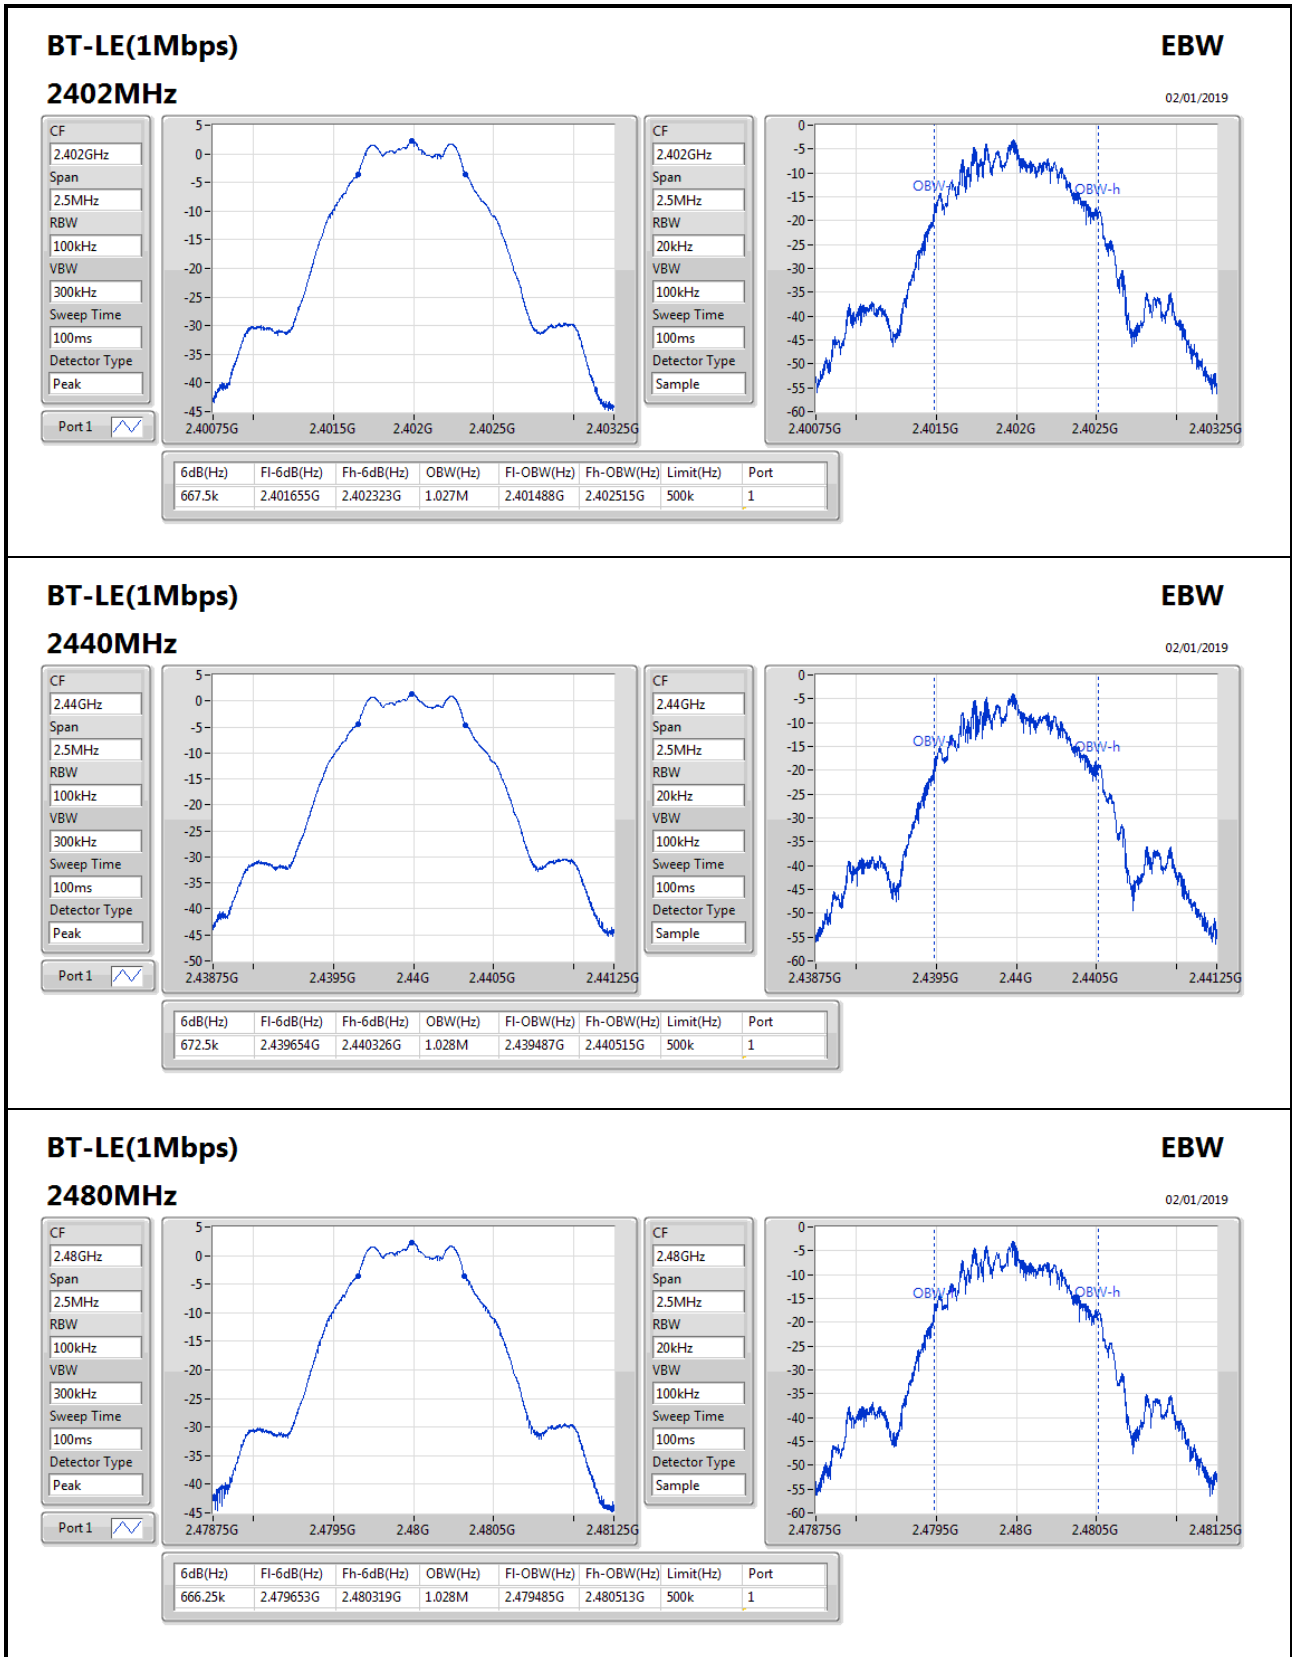 BT-LE(1Mbps)
EBW
2402MHz
02/01/2019
CF
2.402GHz
Span
2.5MHz
RBW
100kHz
VBW
300kHz
Sweep Time
100ms
Detector Type
Peak
Port 1
5
0
-5
-10
-15
-20
-25
-30
-35
-40
-45
2.40075G 2.4015G 2.402G 2.4025G 2.40325G
CF
2.402GHz
Span
2.5MHz
RBW
20kHz
VBW
100kHz
Sweep Time
100ms
Detector Type
Sample
0
-5
-10
-15
-20
-25
-30
-35
-40
-45
-50
-55
-60
OBW-h
2.40075G 2.4015G 2.402G 2.4025G 2.40325G
6dB(Hz) Fl-6dB(Hz) Fh-6dB(Hz) OBW(Hz) Fl-OBW(Hz) Fh-OBW(Hz) Limit(Hz) Port
667.5k 2.401655G 2.402323G 1.027M 2.401488G 2.402515G 500k 1
BT-LE(1Mbps)
EBW
2440MHz
02/01/2019
CF
2.44GHz
Span
2.5MHz
RBW
100kHz
VBW
300kHz
Sweep Time
100ms
Detector Type
Peak
Port 1
5
0
-5
-10
-15
-20
-25
-30
-35
-40
-45
-50
2.43875G 2.4395G 2.44G 2.4405G 2.44125G
CF
2.44GHz
Span
2.5MHz
RBW
20kHz
VBW
100kHz
Sweep Time
100ms
Detector Type
Sample
0
-5
-10
-15
-20
-25
-30
-35
-40
-45
-50
-55
-60
OBW-h
2.43875G 2.4395G 2.44G 2.4405G 2.44125G
6dB(Hz) Fl-6dB(Hz) Fh-6dB(Hz) OBW(Hz) Fl-OBW(Hz) Fh-OBW(Hz) Limit(Hz) Port
672.5k 2.439654G 2.440326G 1.028M 2.439487G 2.440515G 500k 1
BT-LE(1Mbps)
EBW
2480MHz
02/01/2019
CF
2.48GHz
Span
2.5MHz
RBW
100kHz
VBW
300kHz
Sweep Time
100ms
Detector Type
Peak
Port 1
5
0
-5
-10
-15
-20
-25
-30
-35
-40
-45
2.47875G 2.4795G 2.48G 2.4805G 2.48125G
CF
2.48GHz
Span
2.5MHz
RBW
20kHz
VBW
100kHz
Sweep Time
100ms
Detector Type
Sample
0
-5
-10
-15
-20
-25
-30
-35
-40
-45
-50
-55
-60
OBW-h
2.47875G 2.4795G 2.48G 2.4805G 2.48125G
6dB(Hz) Fl-6dB(Hz) Fh-6dB(Hz) OBW(Hz) Fl-OBW(Hz) Fh-OBW(Hz) Limit(Hz) Port
666.25k 2.479653G 2.480319G 1.028M 2.479485G 2.480513G 500k 1